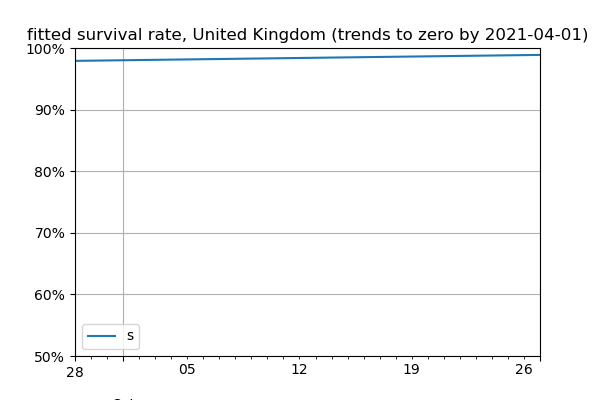 fitted survival rate, United Kingdom (trends to zero by 2021-04-01)
100%
90%
80%
70%
60%
50%
s
28 05 12 19 26